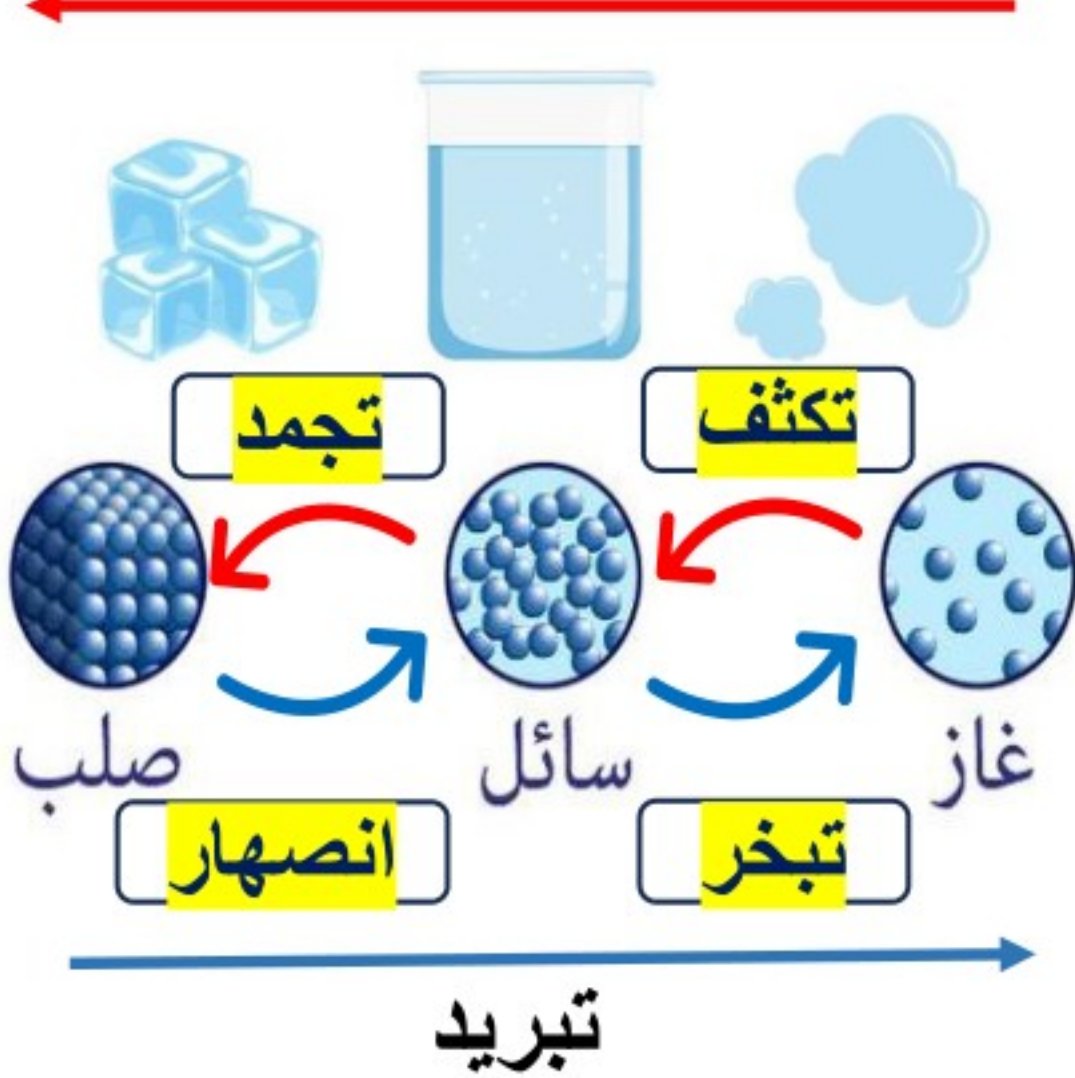 تكثف
تجمد
غاز
سائل
صلب
تبخر
انصهار
تبريد